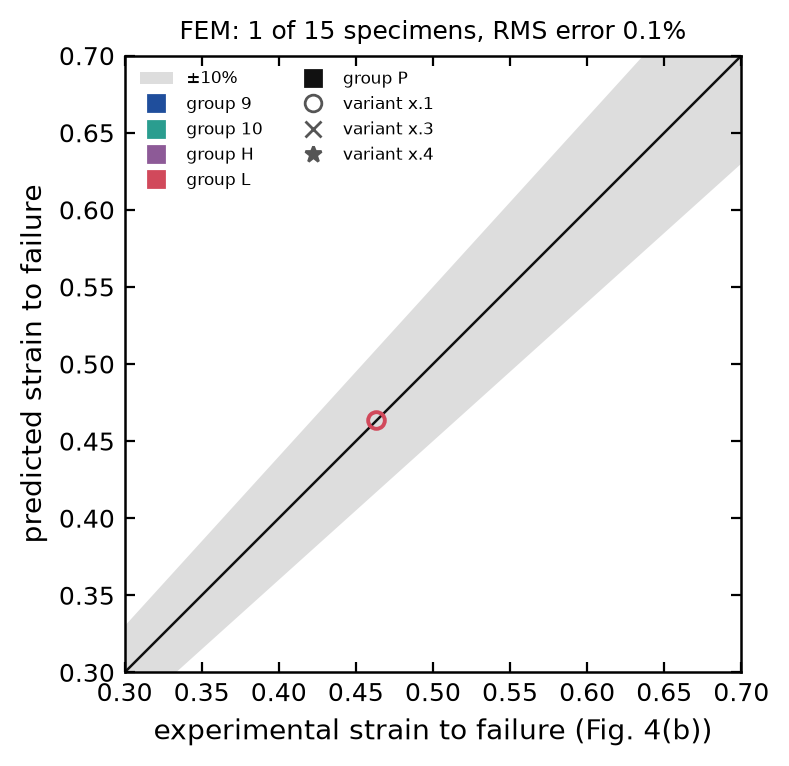 FEM: 1 of 15 specimens, RMS error 0.1%
±10%
group 9
group 10
group H
group L
group P
variant x.1
variant x.3
variant x.4
predicted strain to failure
0.70
0.65
0.60
0.55
0.50
0.45
0.40
0.35
0.30
0.30 0.35 0.40 0.45 0.50 0.55 0.60 0.65 0.70
experimental strain to failure (Fig. 4(b))